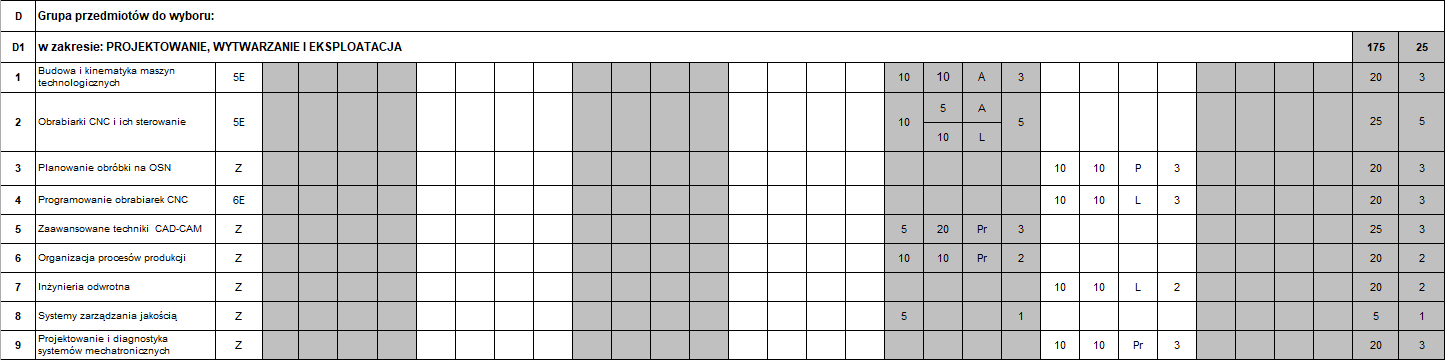 D Grupa przedmiotów do wyboru:
D1 w zakresie: PROJEKTOWANIE, WYTWARZANIE I EKSPLOATACJA 175 25
1 Budowa i kinematyka maszyn technologicznych 5E 10 10 A 3 20 3
2 Obrabiarki CNC i ich sterowanie 5E 10 5 A 10 L 5 25 5
3 Planowanie obróbki na OSN Z 10 10 P 3 20 3
4 Programowanie obrabiarek CNC 6E 10 10 L 3 20 3
5 Zaawansowane techniki CAD-CAM Z 5 20 Pr 3 25 3
6 Organizacja procesów produkcji Z 10 10 Pr 2 20 2
7 Inżynieria odwrotna Z 10 10 L 2 20 2
8 Systemy zarządzania jakością Z 5 1 5 1
9 Projektowanie i diagnostyka systemów mechatronicznych Z 10 10 Pr 3 20 3